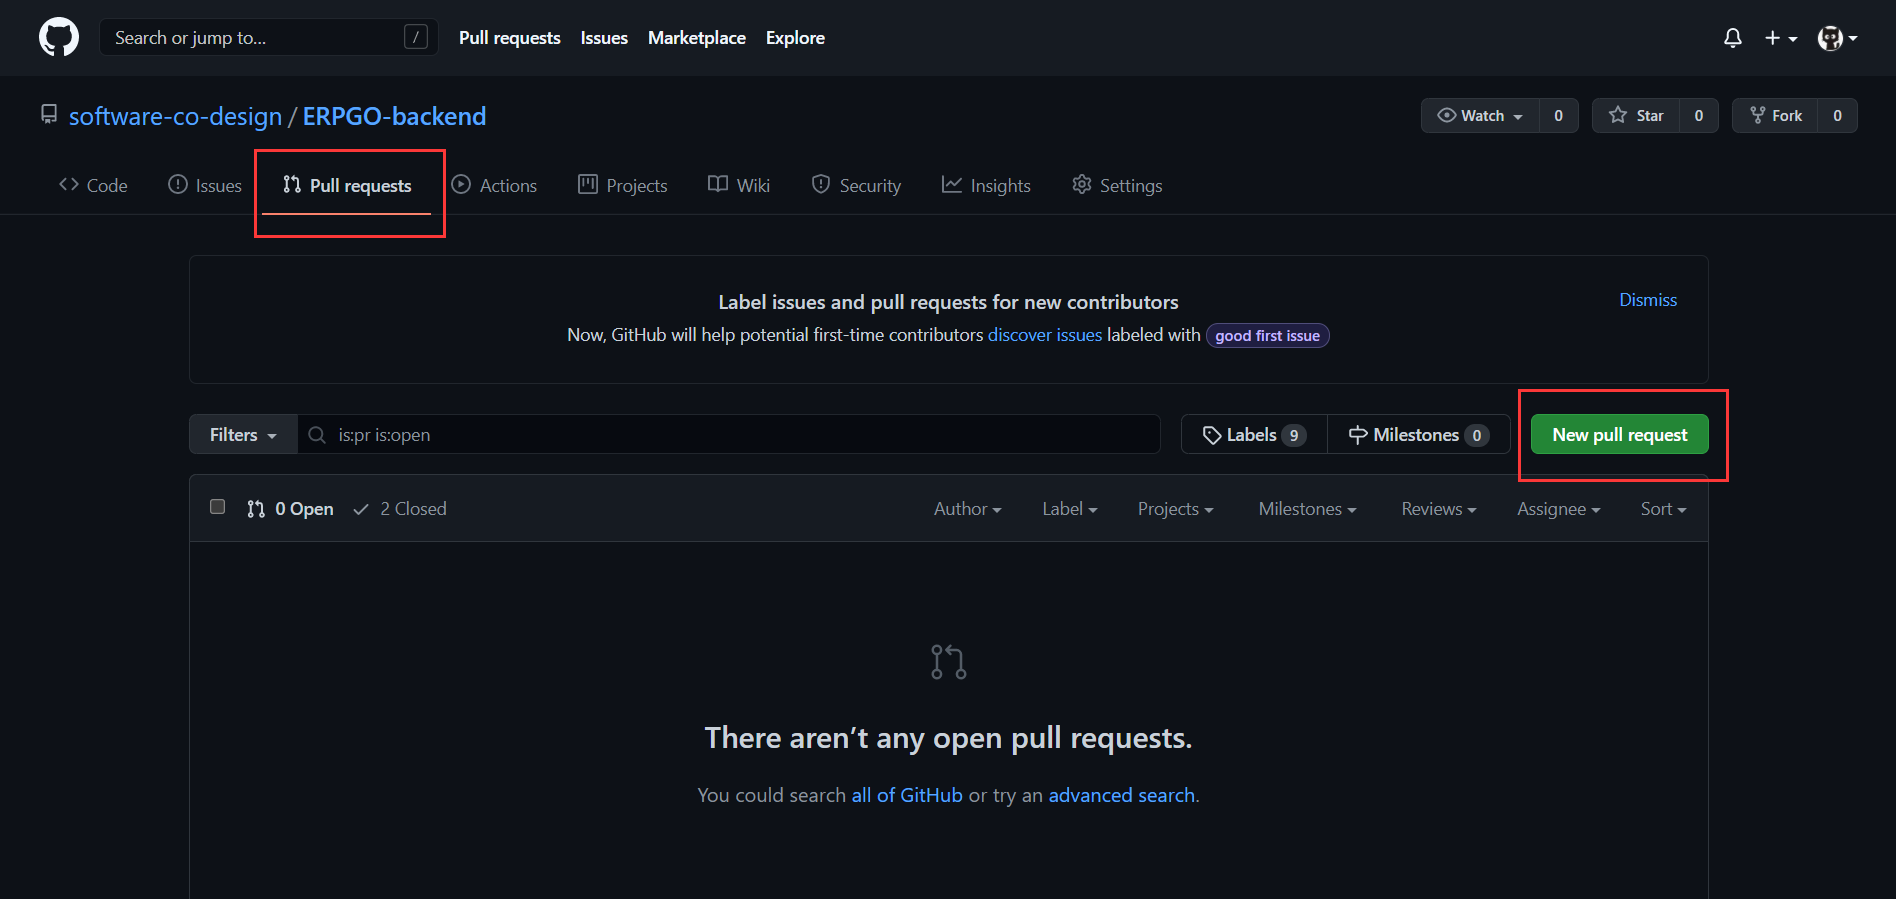 Search or jump to... /
Pull requests Issues Marketplace Explore
software-co-design / ERPGO-backend
Watch 0 Star 0 Fork 0
Code Issues Pull requests Actions Projects Wiki Security Insights Settings
Label issues and pull requests for new contributors
Dismiss
Now, GitHub will help potential first-time contributors discover issues labeled with good first issue
Filters is:pr is:open Labels 9 Milestones 0 New pull request
0 Open 2 Closed Author Label Projects Milestones Reviews Assignee Sort
There aren’t any open pull requests.
You could search all of GitHub or try an advanced search.